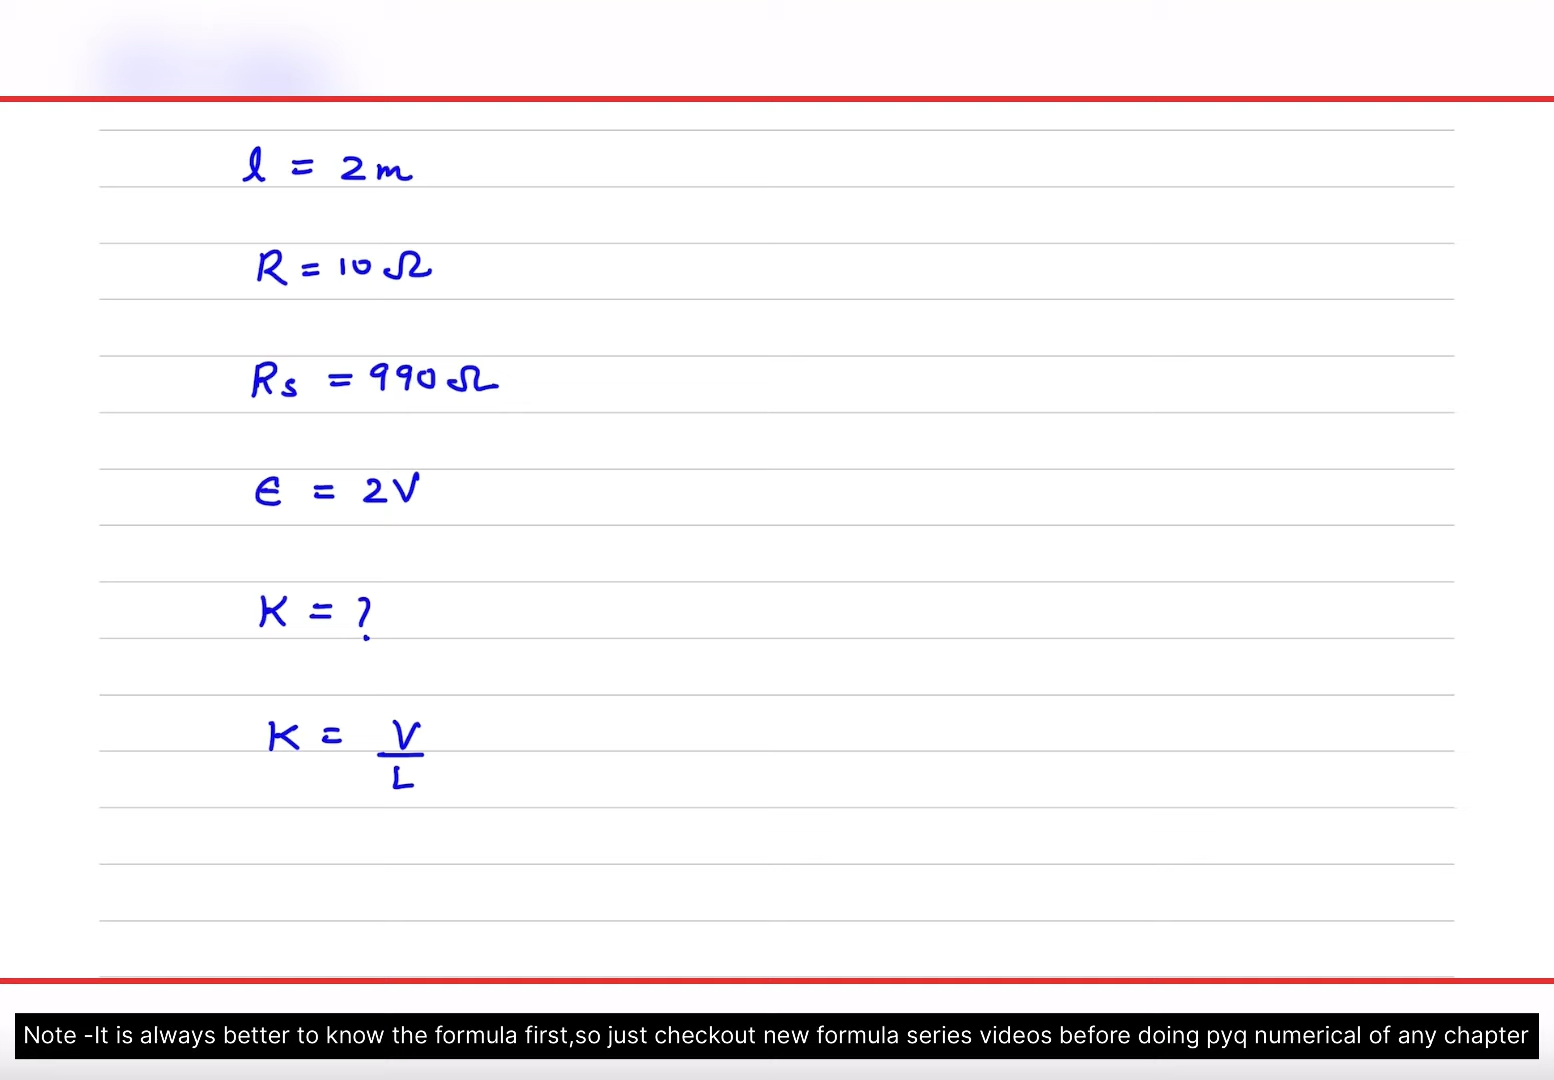 l = 2m
R = 10 Ω
Rs = 990 Ω
E = 2V
K = ?
K = V
L
Note -It is always better to know the formula first,so just checkout new formula series videos before doing pyq numerical of any chapter